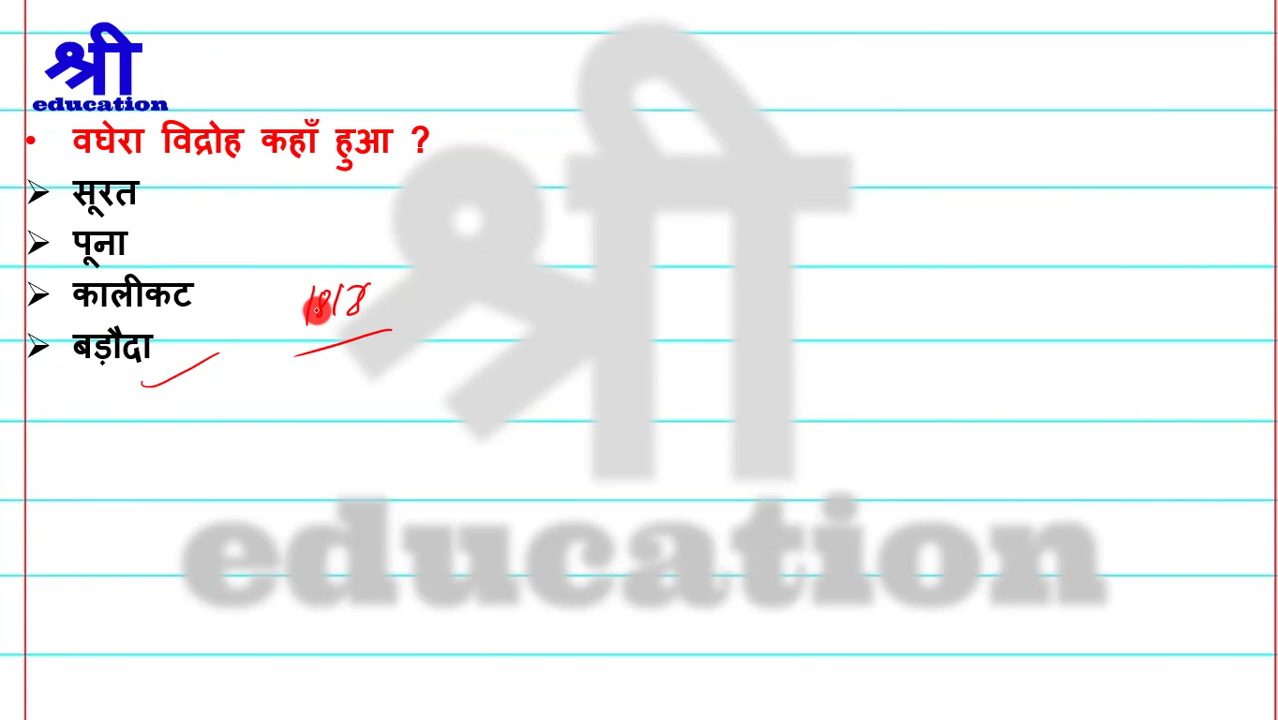 श्री
education
• वघेरा विद्रोह कहाँ हुआ ?
➢ सूरत
➢ पूना
➢ कालीकट
1818
➢ बड़ौदा
श्री
education